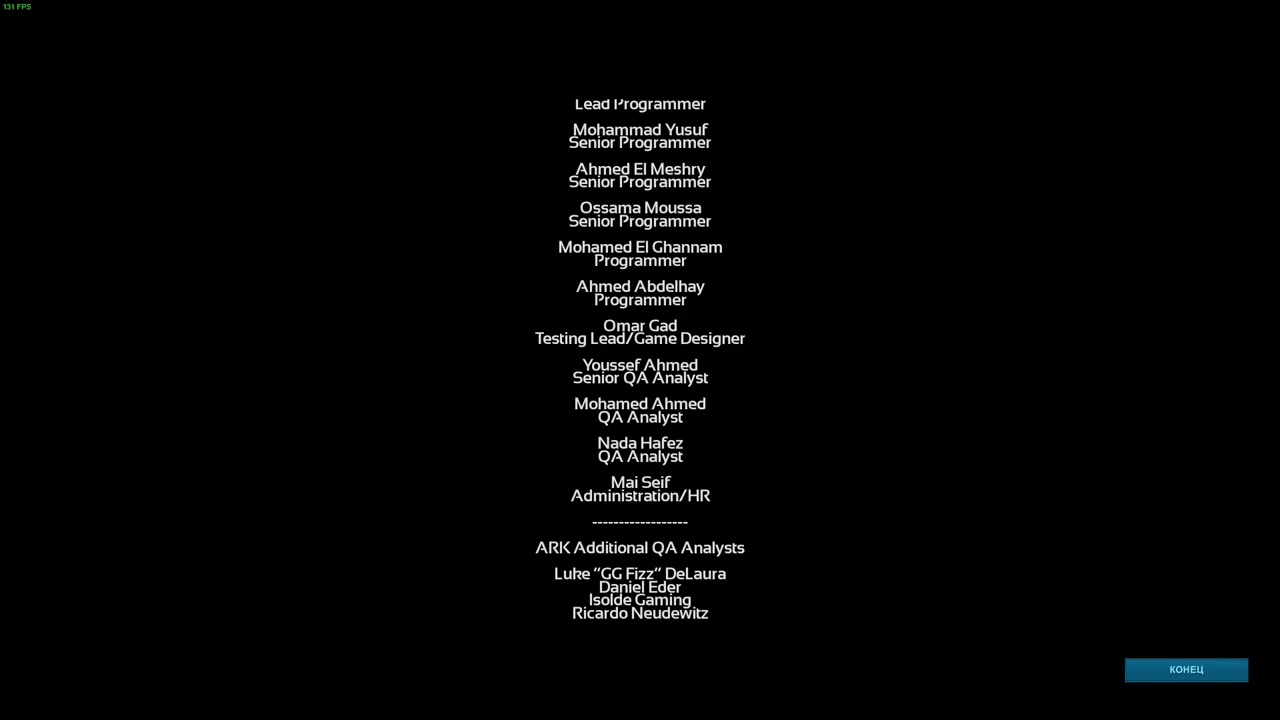 131 FPS
Lead Programmer
Mohammad Yusuf
Senior Programmer
Ahmed El Meshry
Senior Programmer
Ossama Moussa
Senior Programmer
Mohamed El Ghannam
Programmer
Ahmed Abdelhay
Programmer
Omar Gad
Testing Lead/Game Designer
Youssef Ahmed
Senior QA Analyst
Mohamed Ahmed
QA Analyst
Nada Hafez
QA Analyst
Mai Seif
Administration/HR
------------------
ARK Additional QA Analysts
Luke "GG Fizz" DeLaura
Daniel Eder
Isolde Gaming
Ricardo Neudewitz
КОНЕЦ